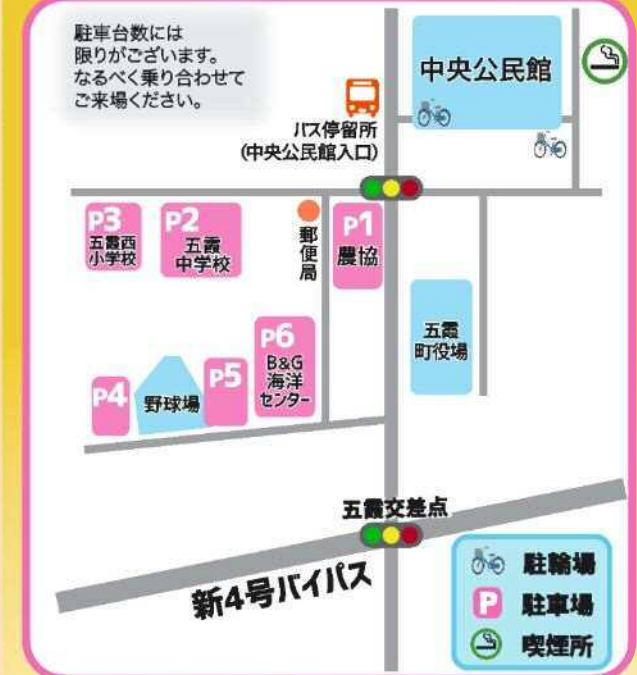 駐車台数には
限りがございます。
なるべく乗り合わせて
ご来場ください。
中央公民館
バス停留所
(中央公民館入口)
P3
五霞西
小学校
P2
五霞
中学校
郵便局
P1
農協
五霞
町役場
P6
B&G
海洋
センター
P4
野球場
P5
五霞交差点
新4号バイパス
駐輪場
P
駐車場
喫煙所